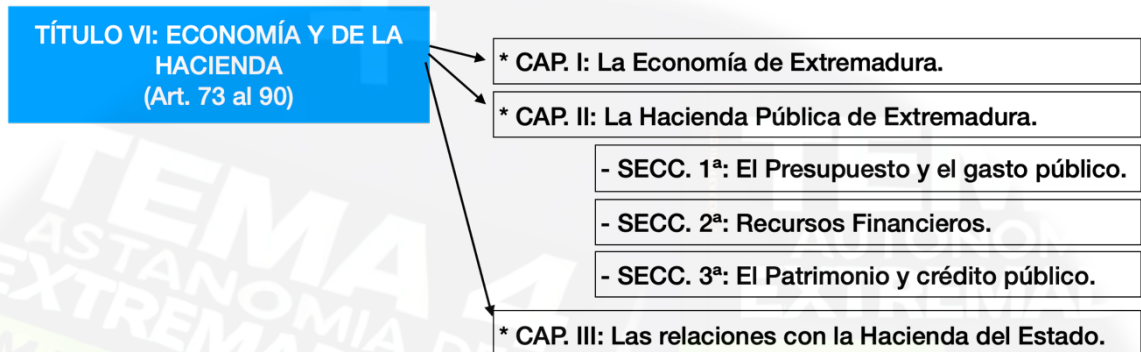 TÍTULO VI: ECONOMÍA Y DE LA
HACIENDA
(Art. 73 al 90)
* CAP. I: La Economía de Extremadura.
* CAP. II: La Hacienda Pública de Extremadura.
- SECC. 1ª: El Presupuesto y el gasto público.
- SECC. 2ª: Recursos Financieros.
- SECC. 3ª: El Patrimonio y crédito público.
* CAP. III: Las relaciones con la Hacienda del Estado.
TEMA 4